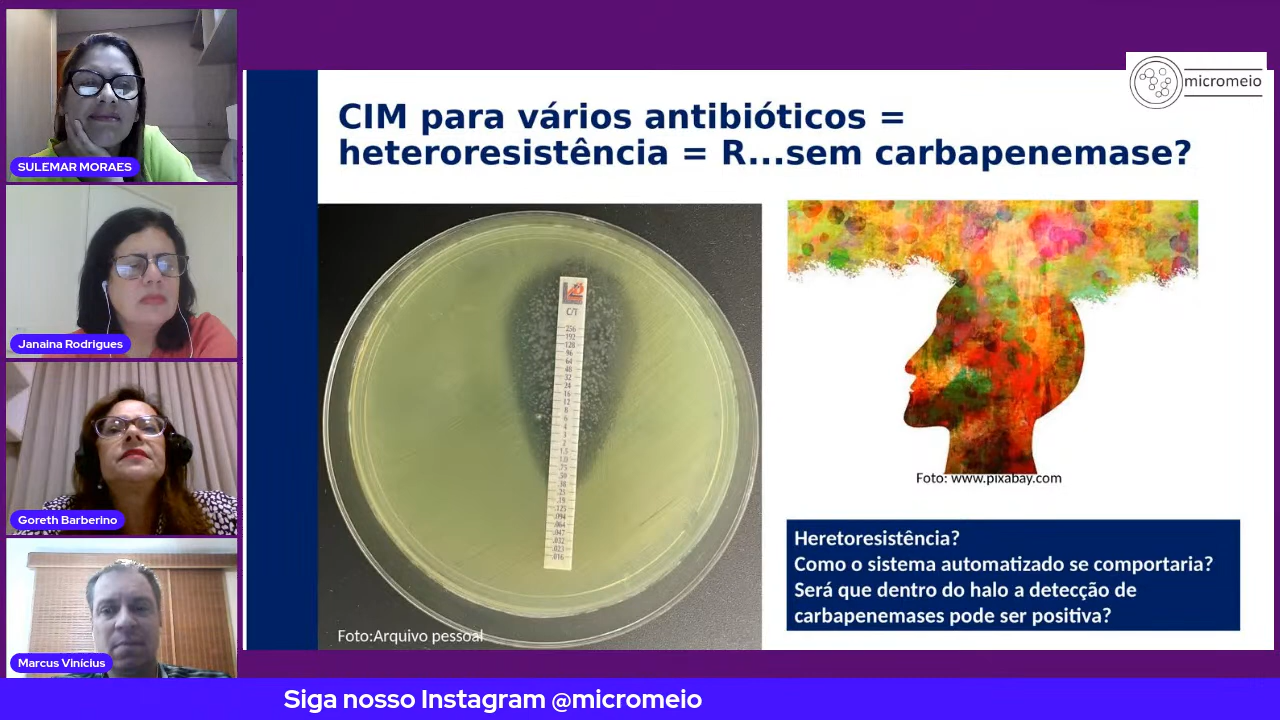 SULEMAR MORAES
Janaina Rodrigues
Goreth Barberino
Marcus Vinícius
micromeio
CIM para vários antibióticos =
heteroresistência = R...sem carbapenemase?
C/T
256
192
128
96
64
48
32
24
16
12
8
6
4
3
2
1.5
1.0
.75
.50
.38
.25
.19
.125
.094
.064
.047
.032
.023
.016
Foto:Arquivo pessoal
Foto: www.pixabay.com
Heretoresistência?
Como o sistema automatizado se comportaria?
Será que dentro do halo a detecção de
carbapenemases pode ser positiva?
Siga nosso Instagram @micromeio